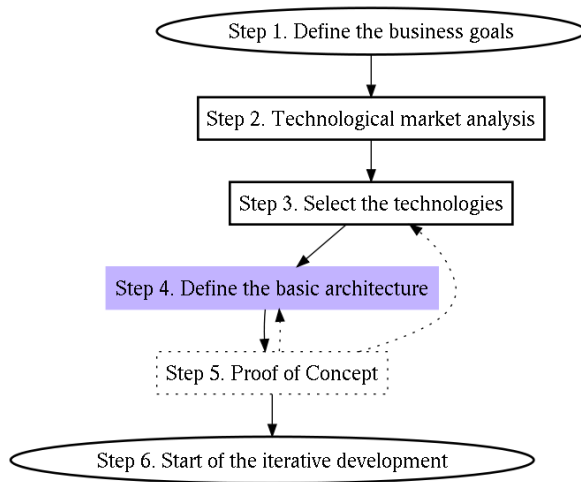 Step 1. Define the business goals
Step 2. Technological market analysis
Step 3. Select the technologies
Step 4. Define the basic architecture
Step 5. Proof of Concept
Step 6. Start of the iterative development